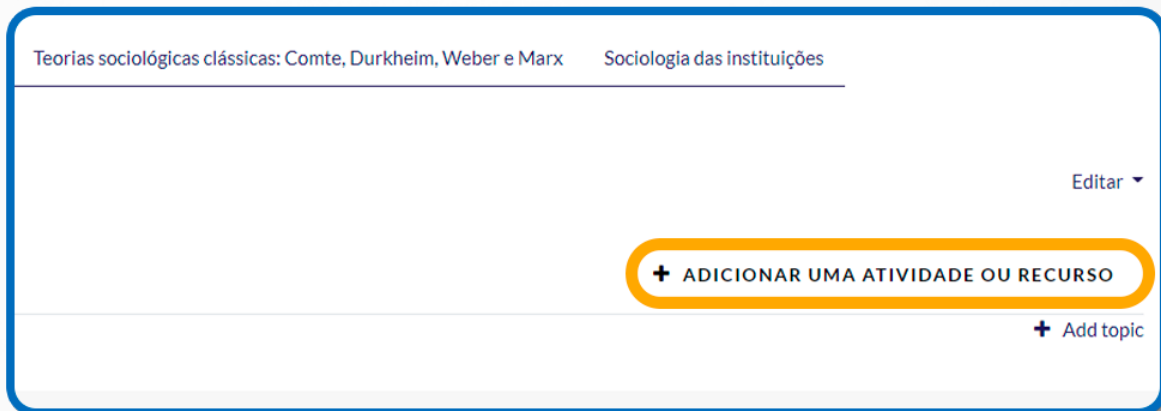 Teorias sociológicas clássicas: Comte, Durkheim, Weber e Marx Sociologia das instituições
Editar
+ ADICIONAR UMA ATIVIDADE OU RECURSO
+ Add topic